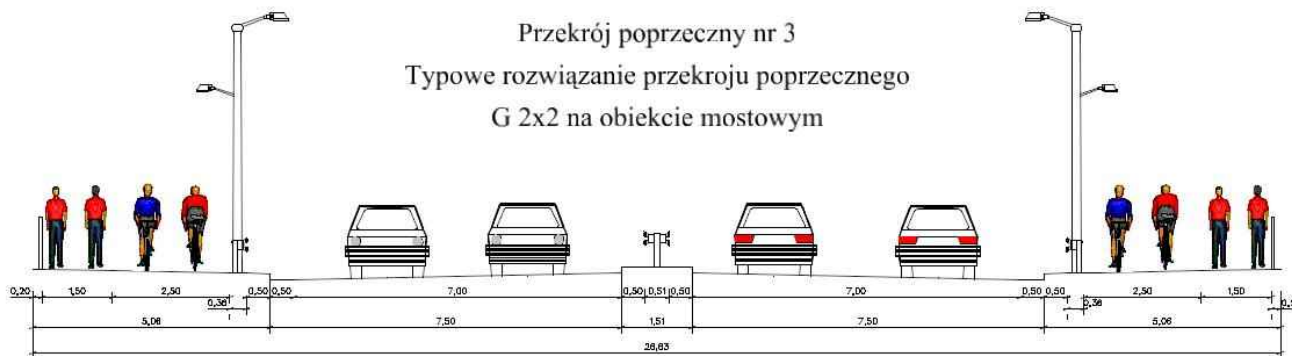 Przekrój poprzeczny nr 3
Typowe rozwiązanie przekroju poprzecznego
G 2x2 na obiekcie mostowym
0,20 1,50 2,50 0,50 0,50 7,00 0,50 0,51 0,50 7,00 0,50 0,50 2,50 1,50
0,36 0,36
5,06 7,50 1,51 7,50 5,06
26,63